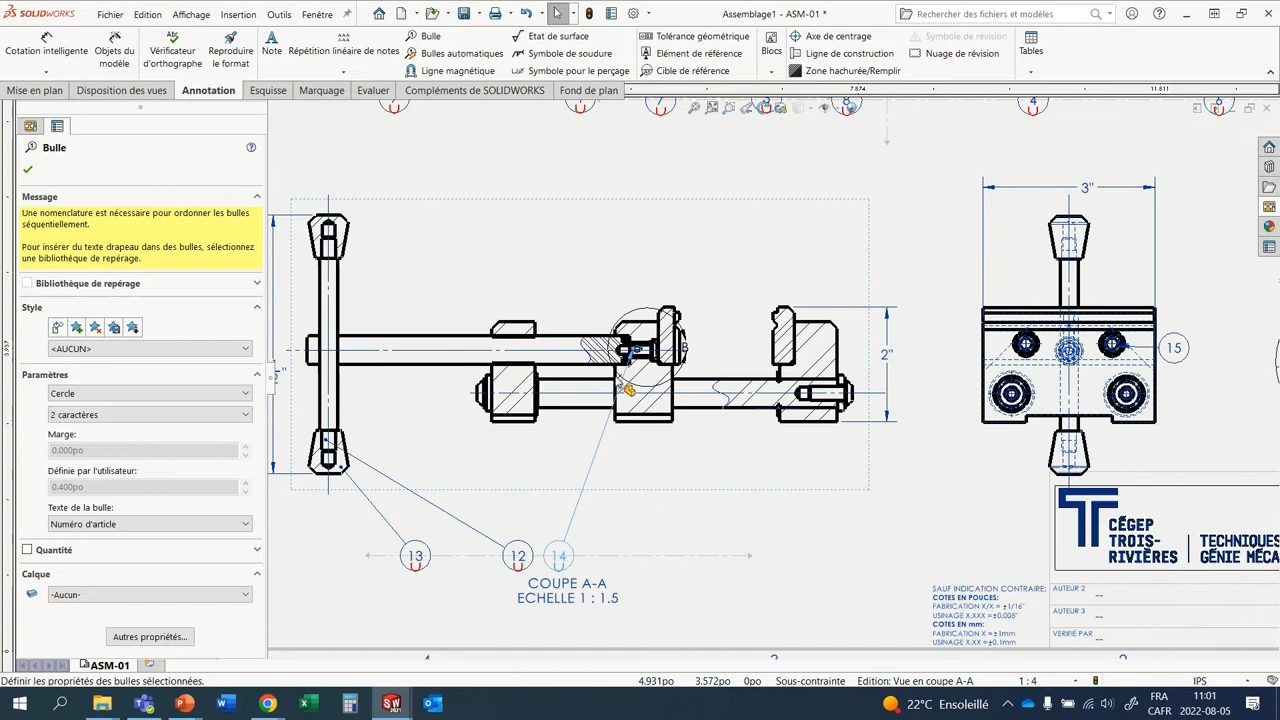 SOLIDWORKS
Fichier Edition Affichage Insertion Outils Fenêtre
Assemblage1 - ASM-01 *
Rechercher des fichiers et modèles
Cotation intelligente
Objets du modèle
Vérificateur d'orthographe
Reproduire le format
Note
Répétition linéaire de notes
Bulle
Bulles automatiques
Ligne magnétique
Etat de surface
Symbole de soudure
Symbole pour le perçage
Tolérance géométrique
Elément de référence
Cible de référence
Blocs
Axe de centrage
Ligne de construction
Zone hachurée/Remplir
Symbole de révision
Nuage de révision
Tables
Mise en plan Disposition des vues Annotation Esquisse Marquage Evaluer Compléments de SOLIDWORKS Fond de plan
7.874 11.811
7 3 8 4 6
Bulle
Message
Une nomenclature est nécessaire pour ordonner les bulles
séquentiellement.
Pour insérer du texte drapeau dans des bulles, sélectionnez
une bibliothèque de repérage.
Bibliothèque de repérage
Style
<AUCUN>
Paramètres
Cercle
2 caractères
Marge:
0.000po
Définie par l'utilisateur:
0.400po
Texte de la bulle:
Numéro d'article
Quantité
Calque
-Aucun-
Autres propriétés...
3"
2"
B
15
13 12 14
COUPE A-A
ECHELLE 1 : 1.5
CÉGEP
TROIS-
RIVIÈRES
TECHNIQUES
GÉNIE MÉCA
SAUF INDICATION CONTRAIRE:
COTES EN POUCES:
FABRICATION X/X = ±1/16"
USINAGE X.XXX =±0.005"
COTES EN mm:
FABRICATION X =±1mm
USINAGE X.X =±0.1mm
AUTEUR 2
AUTEUR 3
VERIFIÉ PAR
ASM-01
Définir les propriétés des bulles sélectionnées.
4.931po 3.572po 0po Sous-contrainte Edition: Vue en coupe A-A 1 : 4 IPS
22°C Ensoleillé
FRA
CAFR
11:01
2022-08-05